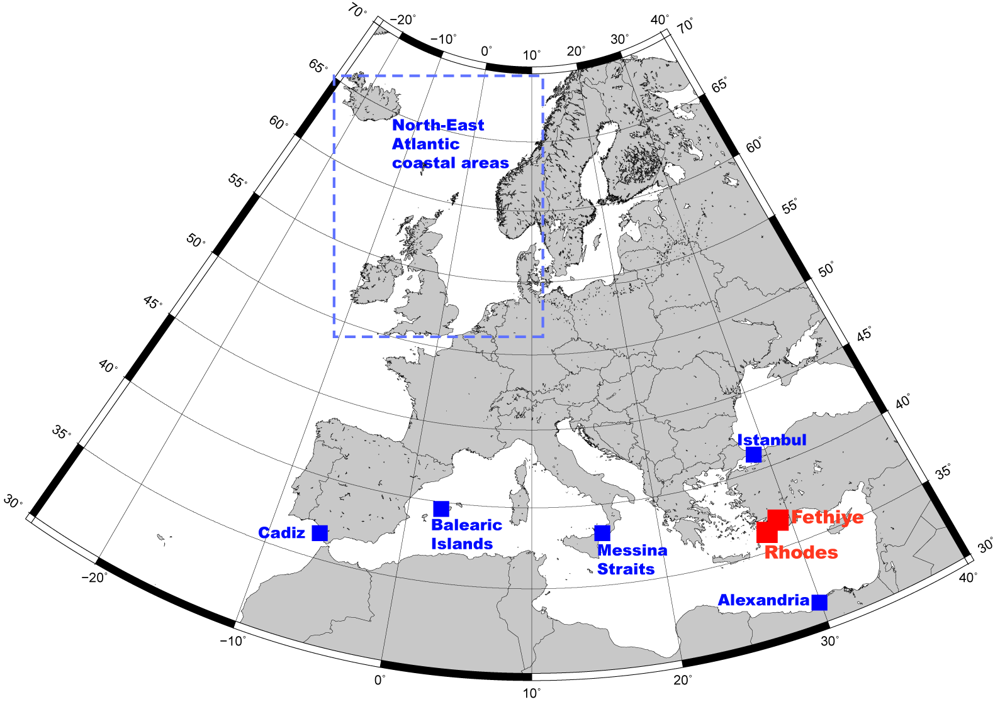 70°
−20°
−10°
0°
10°
20°
30°
40°
70°
65°
65°
60°
60°
55°
55°
50°
50°
45°
45°
40°
40°
35°
35°
30°
30°
North-East
Atlantic
coastal areas
Istanbul
Fethiye
Rhodes
Cadiz
Balearic
Islands
Messina
Straits
Alexandria
−20°
−10°
0°
10°
20°
30°
40°